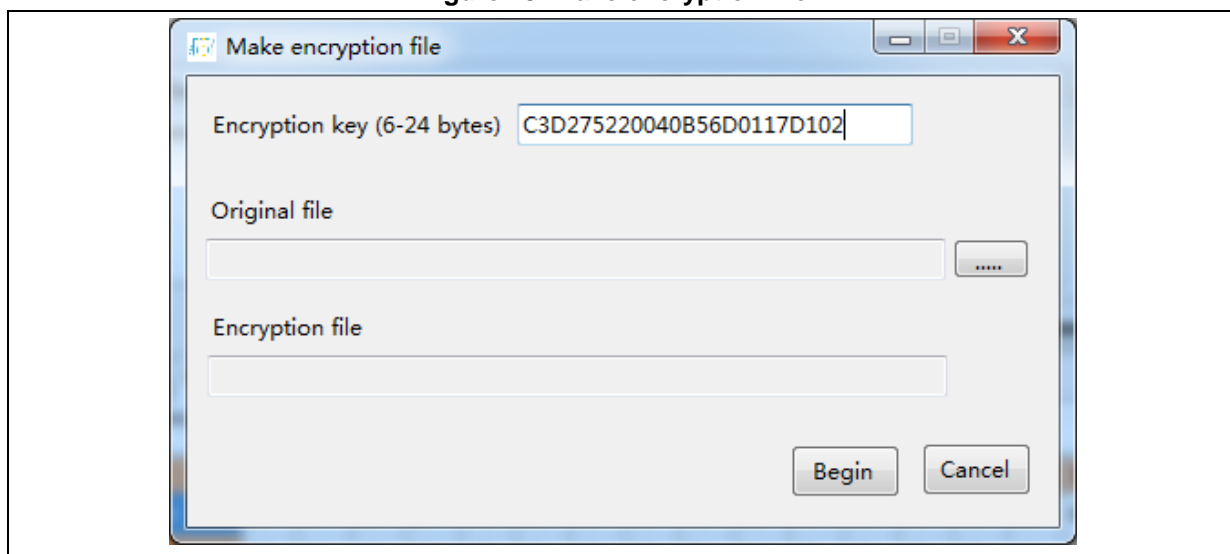 Make encryption file
Encryption key (6-24 bytes) C3D275220040B56D0117D102
Original file
.....
Encryption file
Begin Cancel